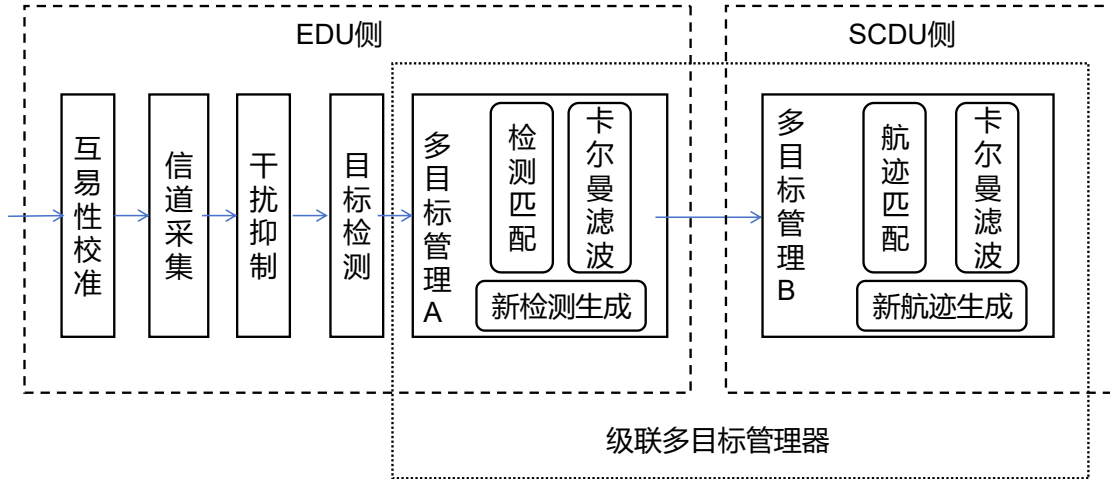 EDU侧
SCDU侧
互易性校准
信道采集
干扰抑制
目标检测
多目标管理A
检测匹配
卡尔曼滤波
新检测生成
多目标管理B
航迹匹配
卡尔曼滤波
新航迹生成
级联多目标管理器